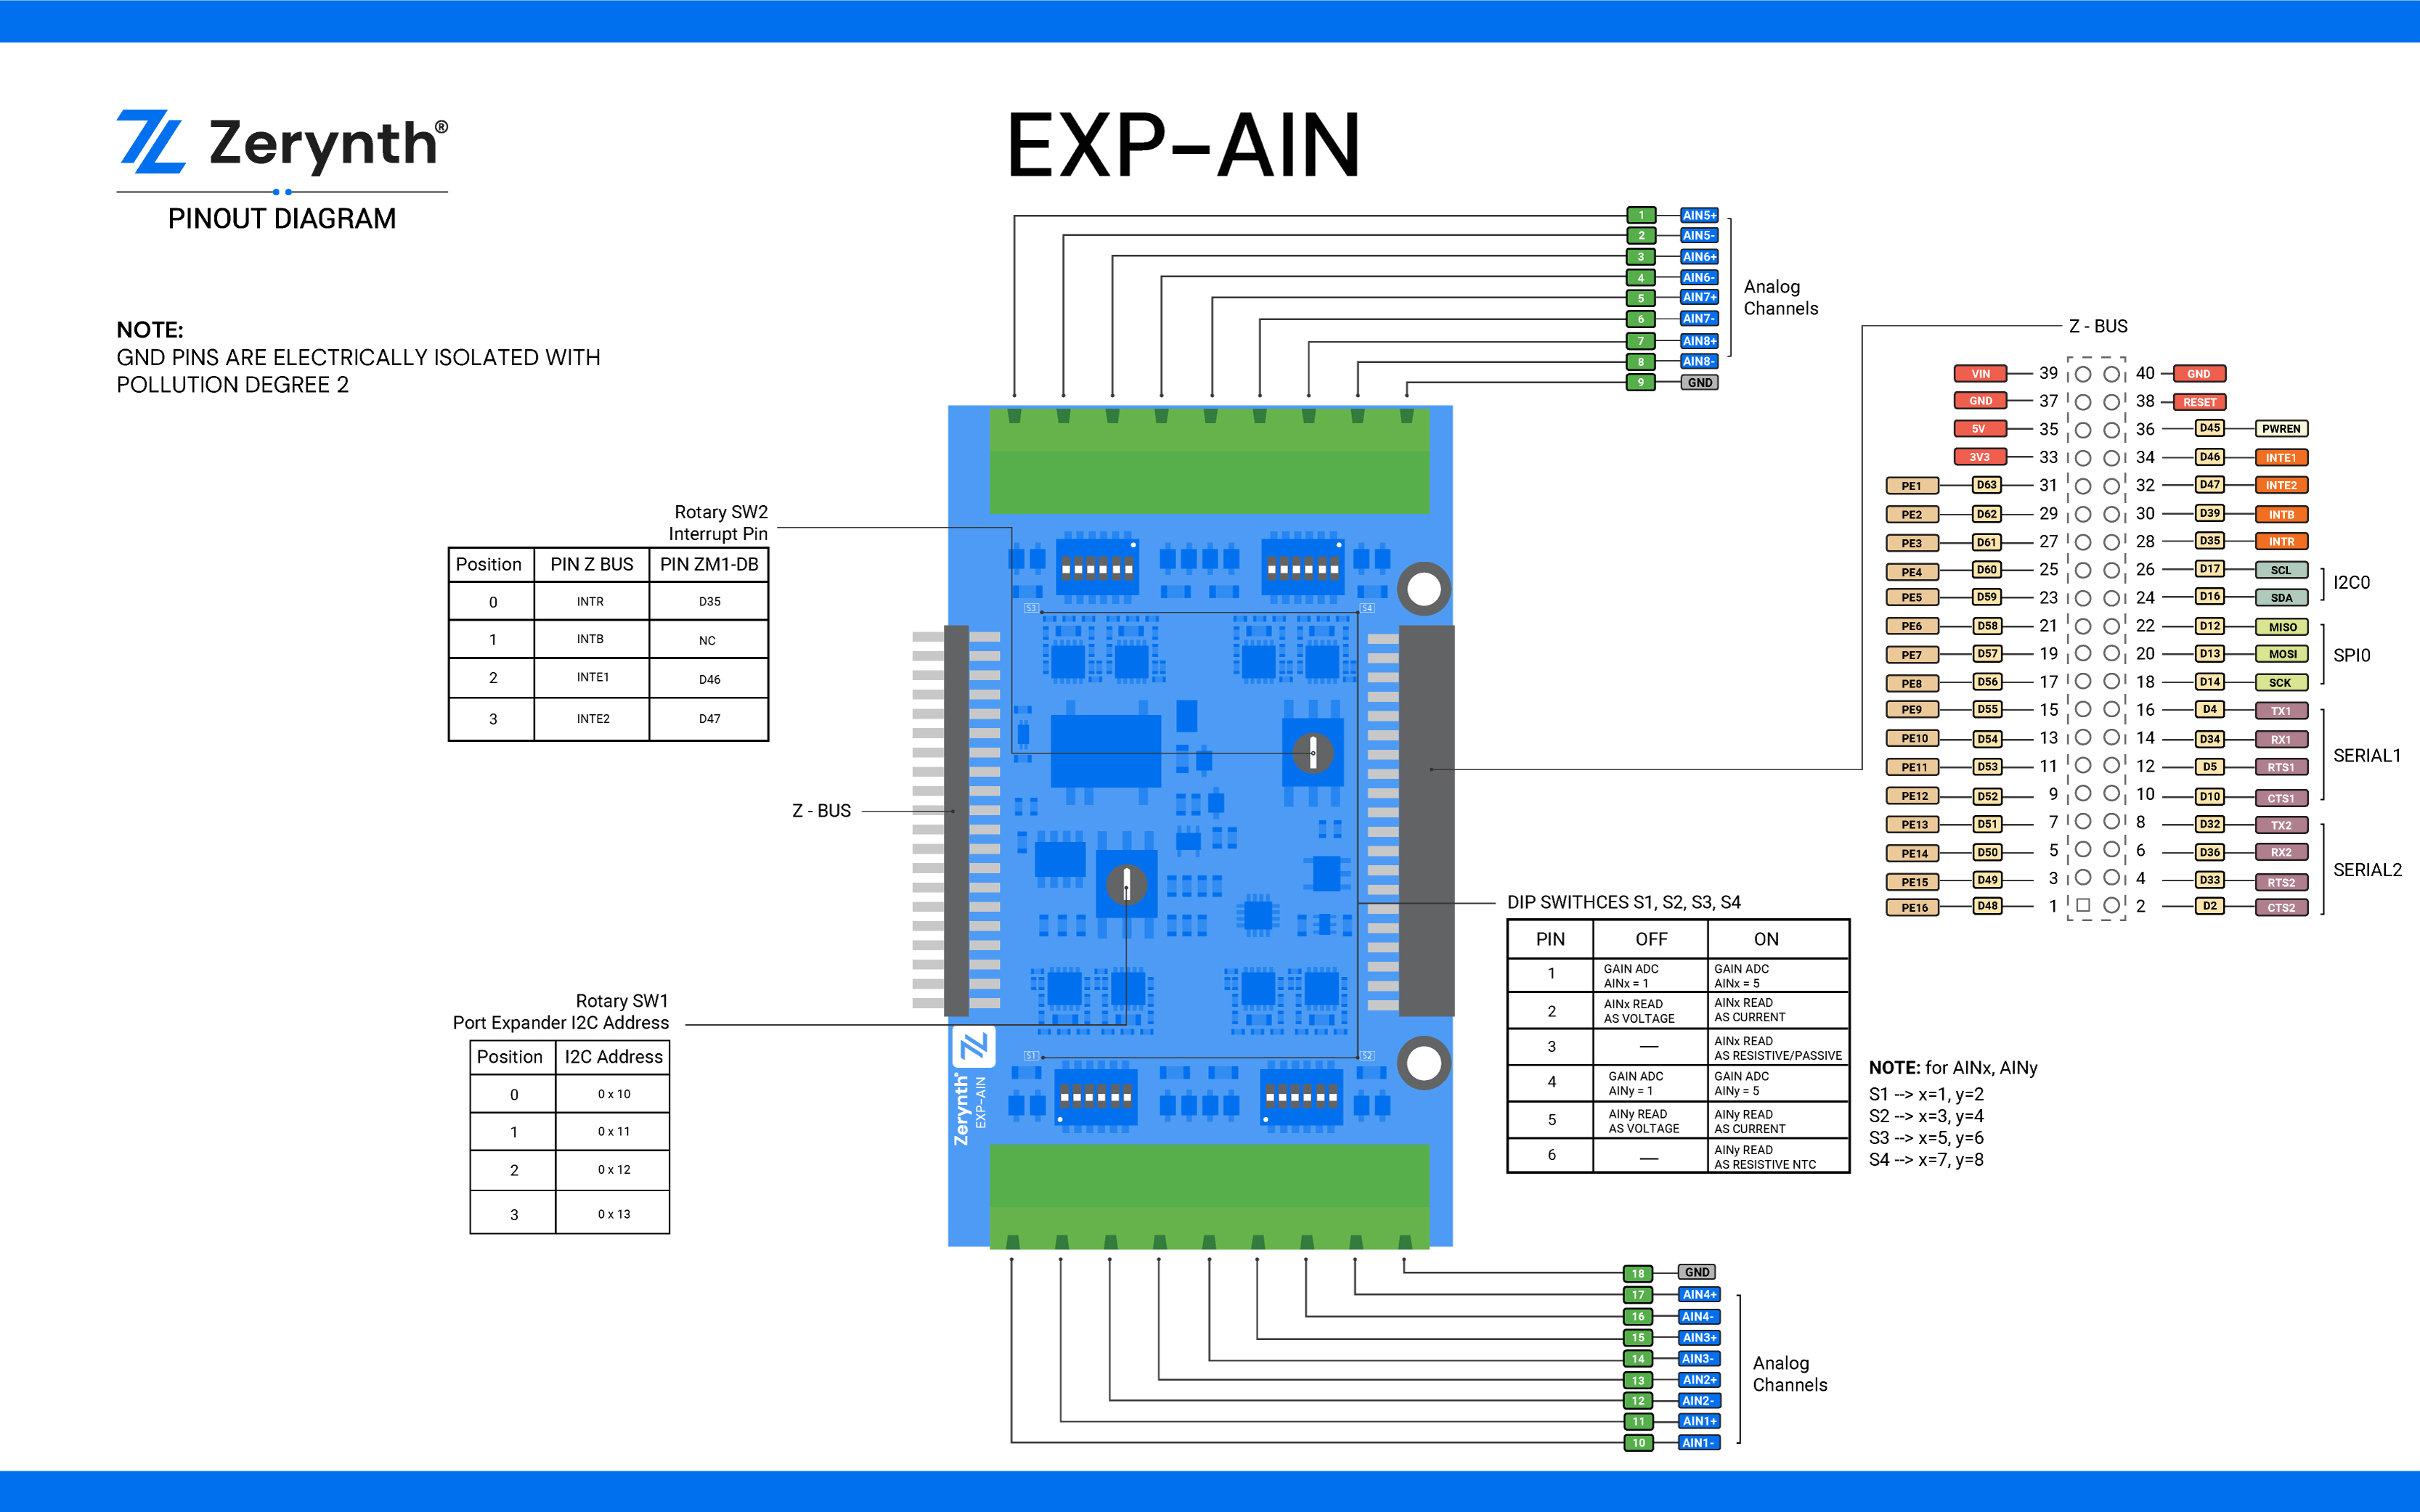 Zerynth®
PINOUT DIAGRAM
EXP–AIN
NOTE:
GND PINS ARE ELECTRICALLY ISOLATED WITH
POLLUTION DEGREE 2
1 AIN5+
2 AIN5-
3 AIN6+
4 AIN6-
5 AIN7+
6 AIN7-
7 AIN8+
8 AIN8-
9 GND
Analog
Channels
Z - BUS
VIN 39 40 GND
GND 37 38 RESET
5V 35 36 D45 PWREN
3V3 33 34 D46 INTE1
PE1 D63 31 32 D47 INTE2
PE2 D62 29 30 D39 INTB
PE3 D61 27 28 D35 INTR
PE4 D60 25 26 D17 SCL
PE5 D59 23 24 D16 SDA
I2C0
PE6 D58 21 22 D12 MISO
PE7 D57 19 20 D13 MOSI
PE8 D56 17 18 D14 SCK
SPI0
PE9 D55 15 16 D4 TX1
PE10 D54 13 14 D34 RX1
PE11 D53 11 12 D5 RTS1
PE12 D52 9 10 D10 CTS1
SERIAL1
PE13 D51 7 8 D32 TX2
PE14 D50 5 6 D36 RX2
PE15 D49 3 4 D33 RTS2
PE16 D48 1 2 D2 CTS2
SERIAL2
Rotary SW2
Interrupt Pin
Position PIN Z BUS PIN ZM1-DB
0 INTR D35
1 INTB NC
2 INTE1 D46
3 INTE2 D47
S3
S4
Z - BUS
Rotary SW1
Port Expander I2C Address
Position I2C Address
0 0 x 10
1 0 x 11
2 0 x 12
3 0 x 13
S1
S2
Zerynth®
EXP–AIN
DIP SWITHCES S1, S2, S3, S4
PIN OFF ON
1 GAIN ADC AINx = 1 GAIN ADC AINx = 5
2 AINx READ AS VOLTAGE AINx READ AS CURRENT
3 — AINx READ AS RESISTIVE/PASSIVE
4 GAIN ADC AINy = 1 GAIN ADC AINy = 5
5 AINy READ AS VOLTAGE AINy READ AS CURRENT
6 — AINy READ AS RESISTIVE NTC
NOTE: for AINx, AINy
S1 --> x=1, y=2
S2 --> x=3, y=4
S3 --> x=5, y=6
S4 --> x=7, y=8
18 GND
17 AIN4+
16 AIN4-
15 AIN3+
14 AIN3-
13 AIN2+
12 AIN2-
11 AIN1+
10 AIN1-
Analog
Channels